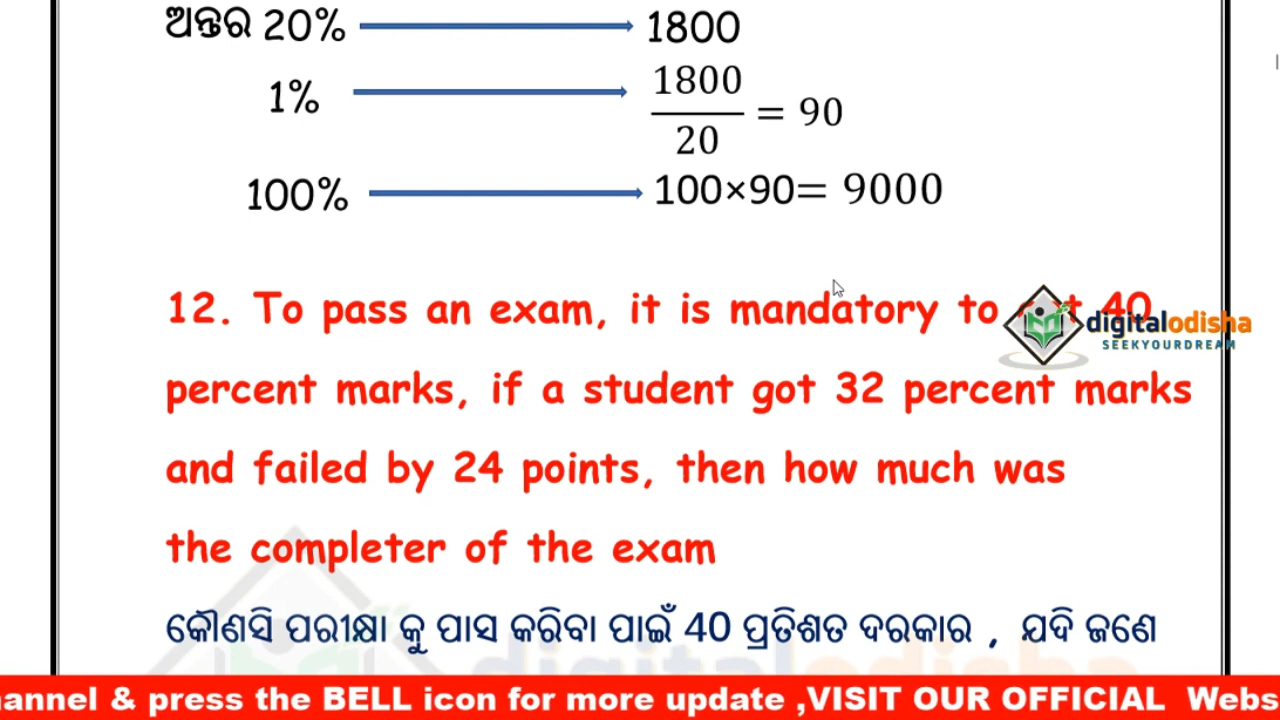 ଅନ୍ତର 20% 1800
1% 1800/20 = 90
100% 100×90= 9000
12. To pass an exam, it is mandatory to 40
digitalodisha
SEEKYOURDREAM
percent marks, if a student got 32 percent marks
and failed by 24 points, then how much was
the completer of the exam
କୌଣସି ପରୀକ୍ଷା କୁ ପାସ କରିବା ପାଇଁ 40 ପ୍ରତିଶତ ଦରକାର , ଯଦି ଜଣେ
annel & press the BELL icon for more update ,VISIT OUR OFFICIAL Webs